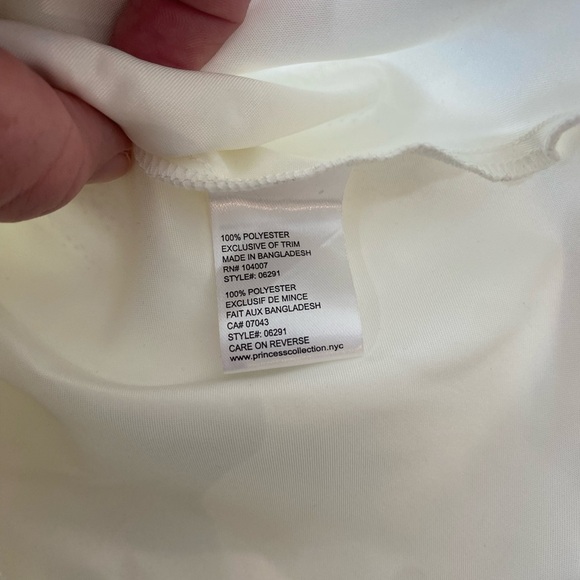 100% POLYESTER
EXCLUSIVE OF TRIM
MADE IN BANGLADESH
RN# 104007
STYLE#: 06291
100% POLYESTER
EXCLUSIF DE MINCE
FAIT AUX BANGLADESH
CA# 07043
STYLE#: 06291
CARE ON REVERSE
www.princesscollection.nyc